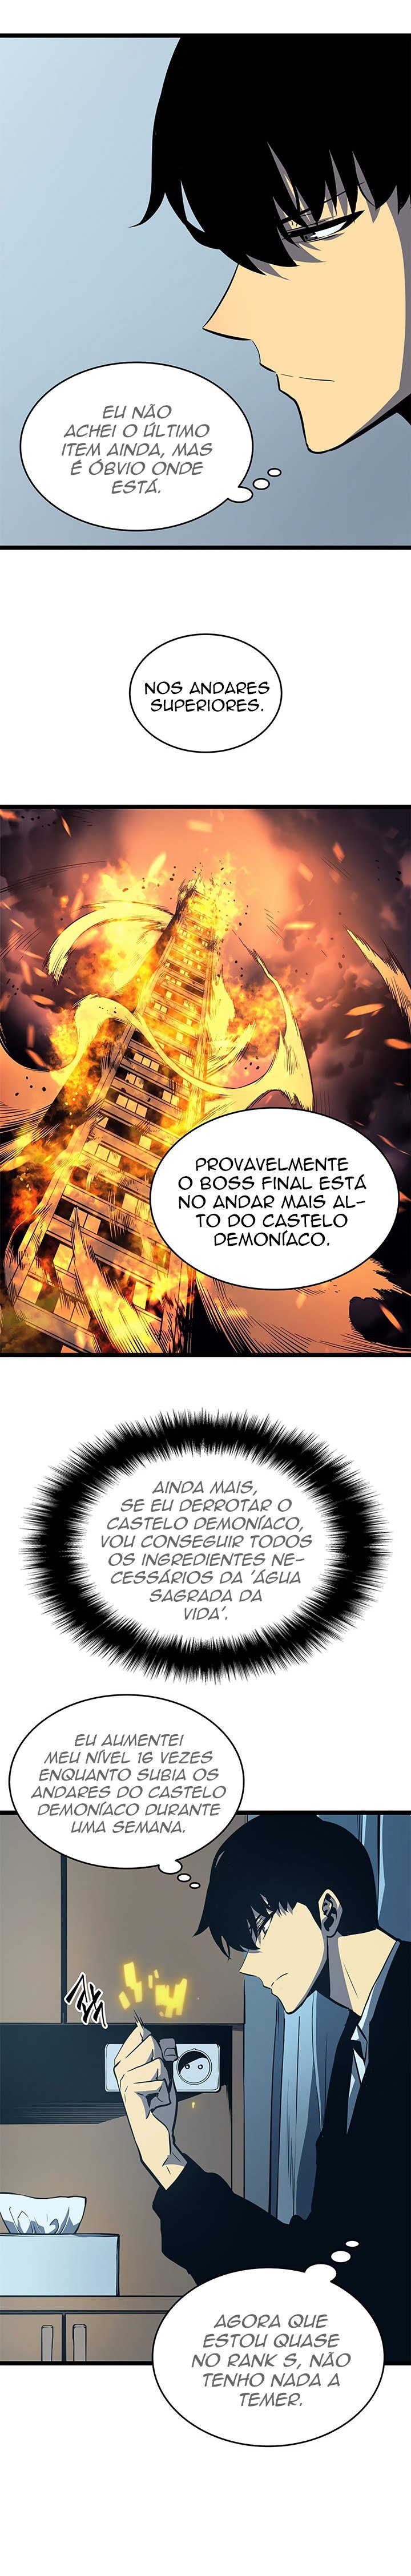 EU NÃO
ACHEI O ÚLTIMO
ITEM AINDA, MAS
É ÓBVIO ONDE
ESTÁ.
NOS ANDARES
SUPERIORES.
PROVAVELMENTE
O BOSS FINAL ESTÁ
NO ANDAR MAIS AL-
TO DO CASTELO
DEMONÍACO.
AINDA MAIS,
SE EU DERROTAR O
CASTELO DEMONÍACO,
VOU CONSEGUIR TODOS
OS INGREDIENTES NE-
CESSÁRIOS DA 'ÁGUA
SAGRADA DA
VIDA'.
EU AUMENTEI
MEU NÍVEL 16 VEZES
ENQUANTO SUBIA OS
ANDARES DO CASTELO
DEMONÍACO DURANTE
UMA SEMANA.
AGORA QUE
ESTOU QUASE
NO RANK S, NÃO
TENHO NADA A
TEMER.